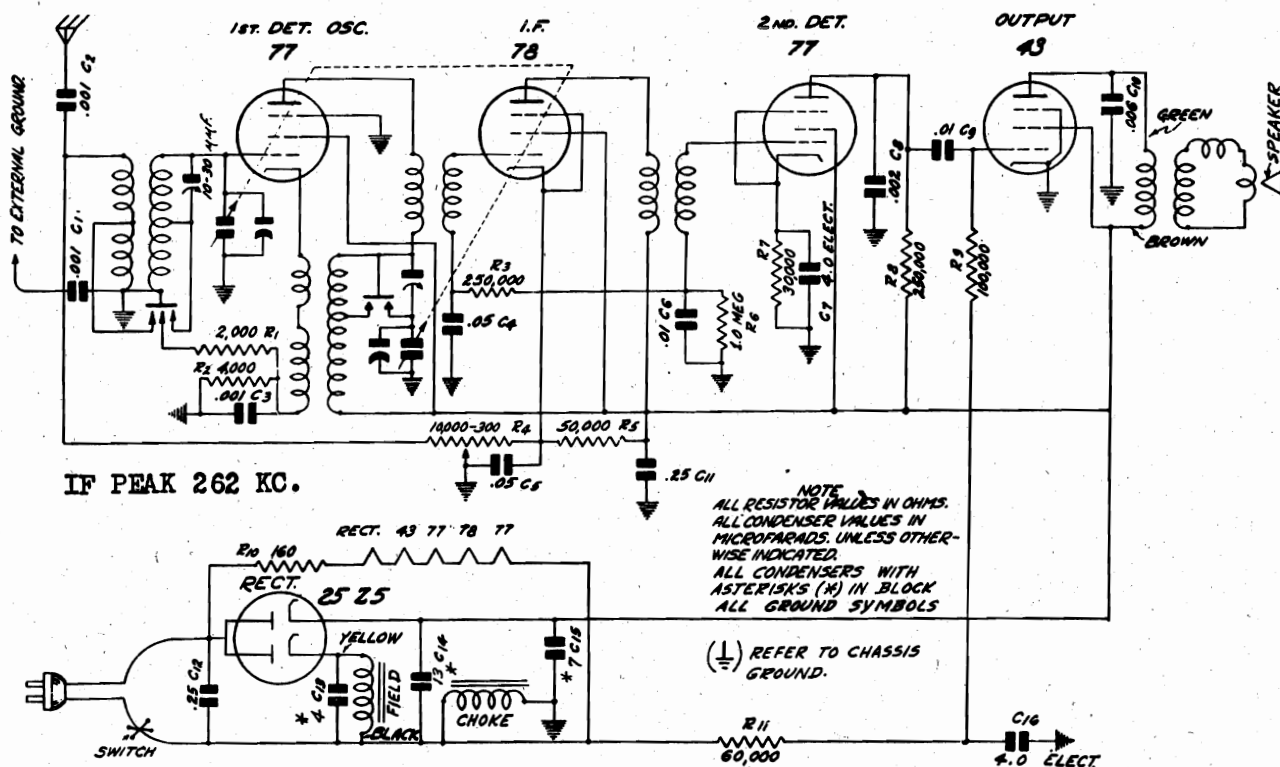 1ST. DET. OSC.
77
I.F.
78
2ND. DET.
77
OUTPUT
43
TO EXTERNAL GROUND.
.001 C2
.001 C1.
10-30 MMF.
2,000 R1
R2 4,000
.001 C3
R3
250,000
.05 C4
.01 C6
1.0 MEG
R6
R7
30,000
4.0 ELECT.
C7
.002 C8
R8
250,000
.01 C9
R9
100,000
.006 C10
GREEN
BROWN
SPEAKER
10,000-300 R4
50,000 R5
.05 C5
.25 C11
IF PEAK 262 KC.
NOTE
ALL RESISTOR VALUES IN OHMS.
ALL CONDENSER VALUES IN
MICROFARADS. UNLESS OTHER-
WISE INDICATED.
ALL CONDENSERS WITH
ASTERISKS (*) IN BLOCK
ALL GROUND SYMBOLS
REFER TO CHASSIS
GROUND.
RECT. 43 77 78 77
R10 160
RECT.
25 Z5
YELLOW
.25 C12
* 4 C13
FIELD
BLACK
13 C14 *
CHOKE
* 7 C15
SWITCH
R11
60,000
C16
4.0 ELECT.